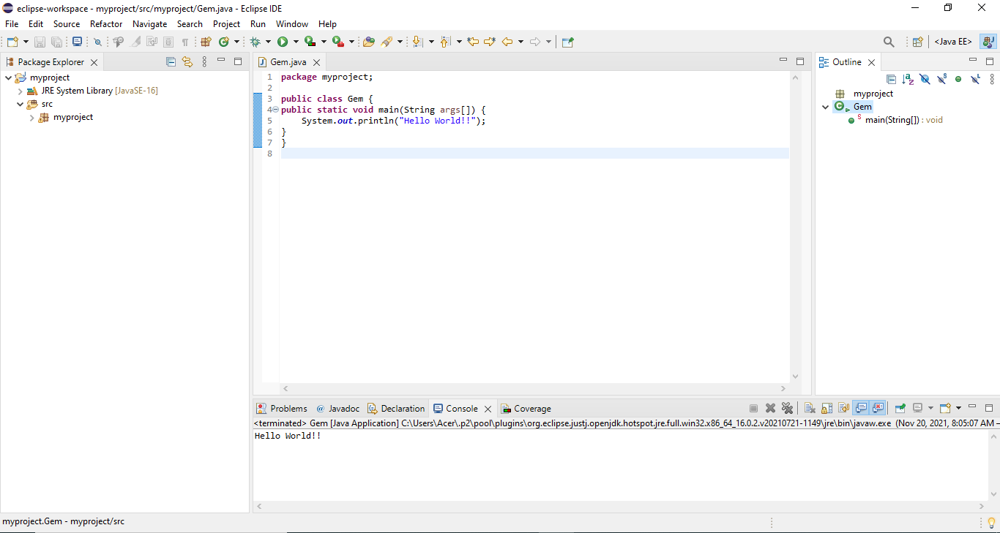 eclipse-workspace - myproject/src/myproject/Gem.java - Eclipse IDE
File Edit Source Refactor Navigate Search Project Run Window Help
<Java EE>
Package Explorer
myproject
JRE System Library [JavaSE-16]
src
myproject
Gem.java
1 package myproject;
2
3 public class Gem {
4 public static void main(String args[]) {
5 System.out.println("Hello World!!");
6 }
7 }
8
Outline
myproject
Gem
main(String[]) : void
Problems @ Javadoc Declaration Console Coverage
<terminated> Gem [Java Application] C:\Users\Acer\.p2\pool\plugins\org.eclipse.justj.openjdk.hotspot.jre.full.win32.x86_64_16.0.2.v20210721-1149\jre\bin\javaw.exe (Nov 20, 2021, 8:05:07 AM –
Hello World!!
myproject.Gem - myproject/src